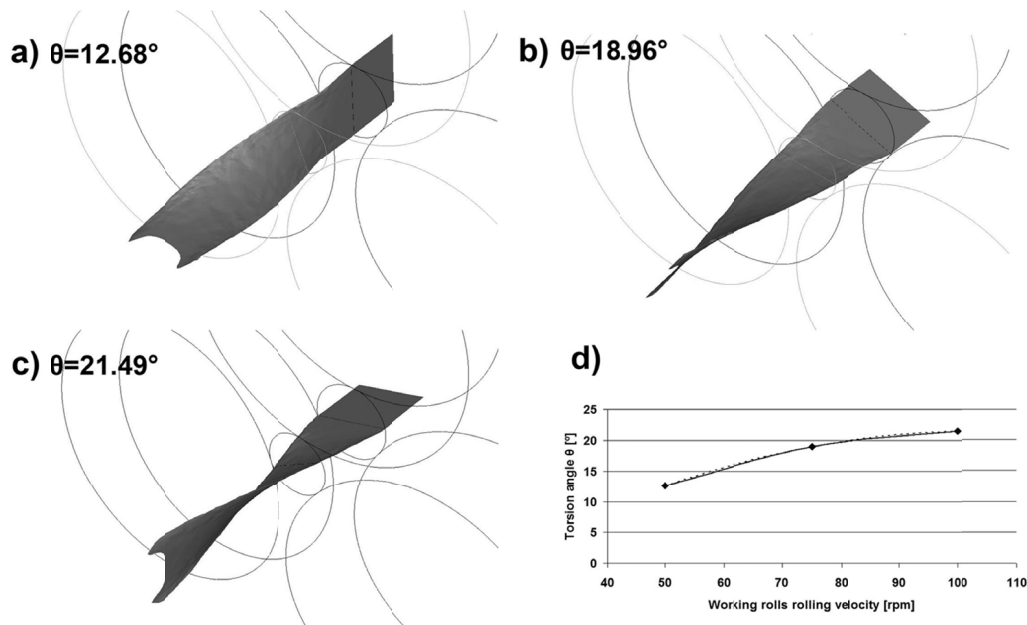 a) θ=12.68°
b) θ=18.96°
c) θ=21.49°
d)
Torsion angle θ [°]
25
20
15
10
5
0
40 50 60 70 80 90 100 110
Working rolls rolling velocity [rpm]